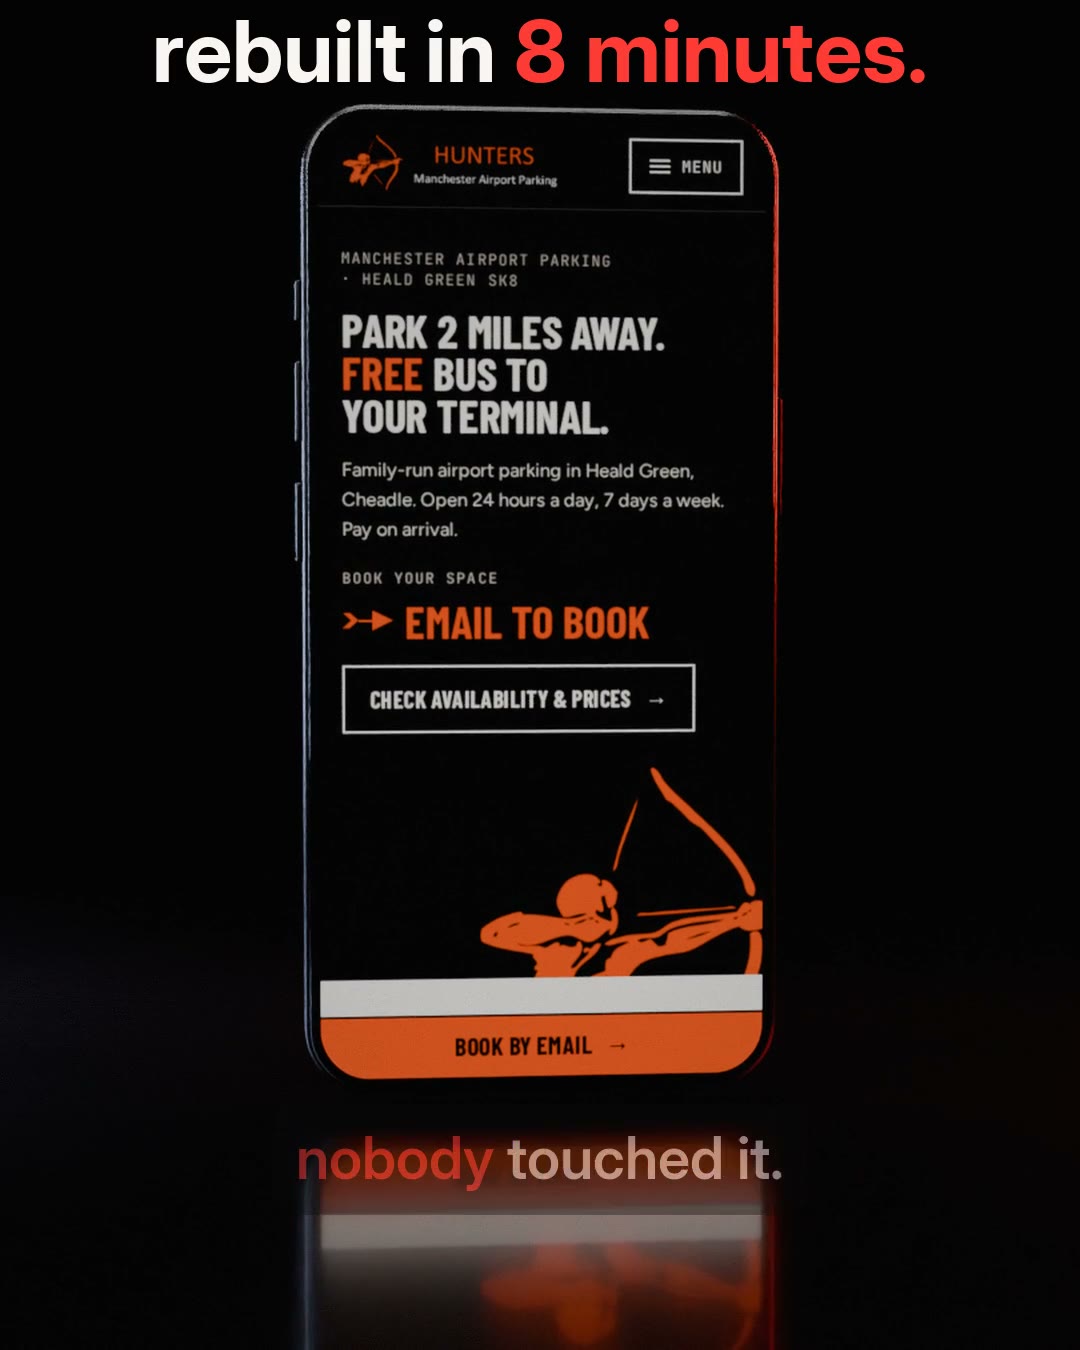 rebuilt in 8 minutes.
HUNTERS
Manchester Airport Parking
MENU
MANCHESTER AIRPORT PARKING
· HEALD GREEN SK8
PARK 2 MILES AWAY.
FREE BUS TO
YOUR TERMINAL.
Family-run airport parking in Heald Green,
Cheadle. Open 24 hours a day, 7 days a week.
Pay on arrival.
BOOK YOUR SPACE
EMAIL TO BOOK
CHECK AVAILABILITY & PRICES →
BOOK BY EMAIL →
nobody touched it.